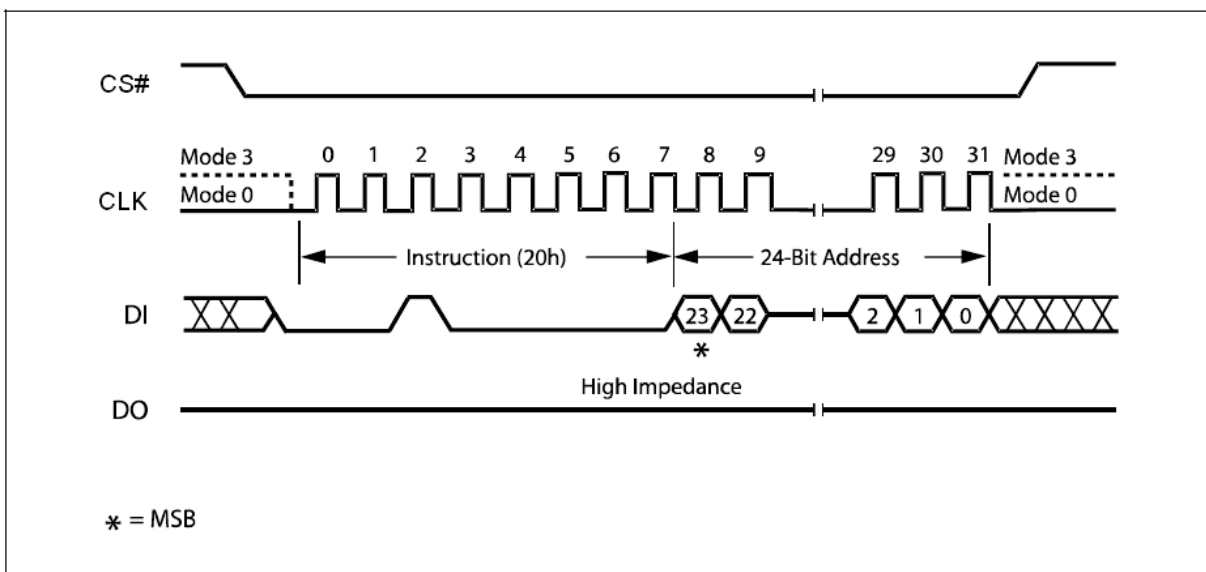 CS#
Mode 3 0 1 2 3 4 5 6 7 8 9 29 30 31 Mode 3
CLK Mode 0 Mode 0
Instruction (20h) 24-Bit Address
DI 23 22 2 1 0
*
High Impedance
DO
* = MSB